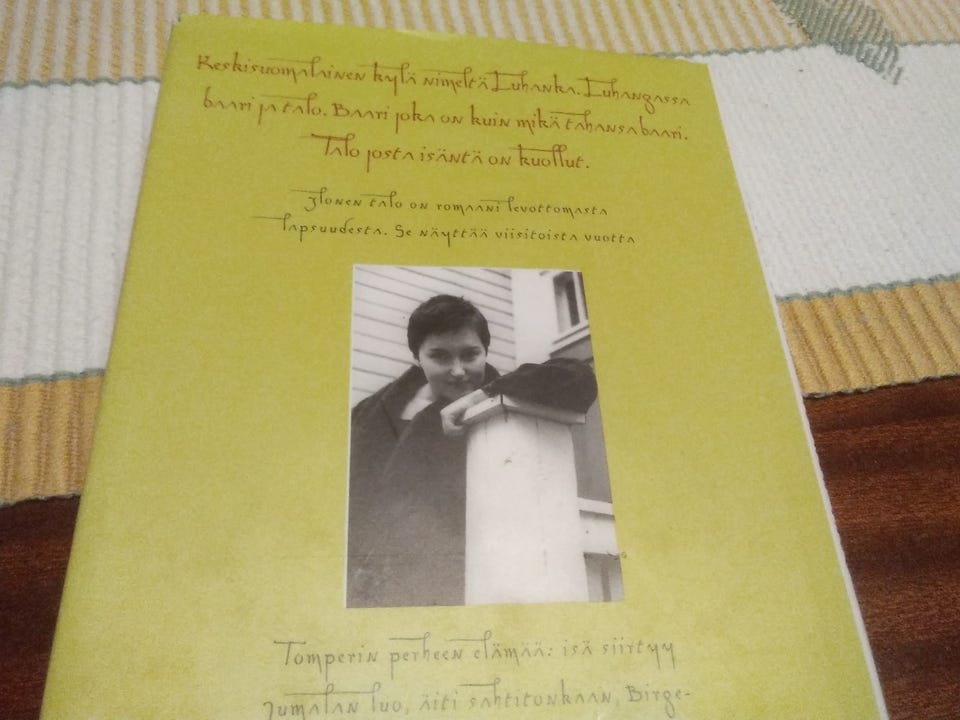 Keskisuomalainen kylä nimeltä Luhanka. Luhangassa
baari ja talo. Baari joka on kuin mikä tahansa baari.
Talo josta isäntä on kuollut.
Ilonen talo on romaani levottomasta
lapsuudesta. Se näyttää viisitoista vuotta
Tomperin perheen elämää: isä siirtyy
Jumalan luo, äiti sahtitonkaan, Birge-